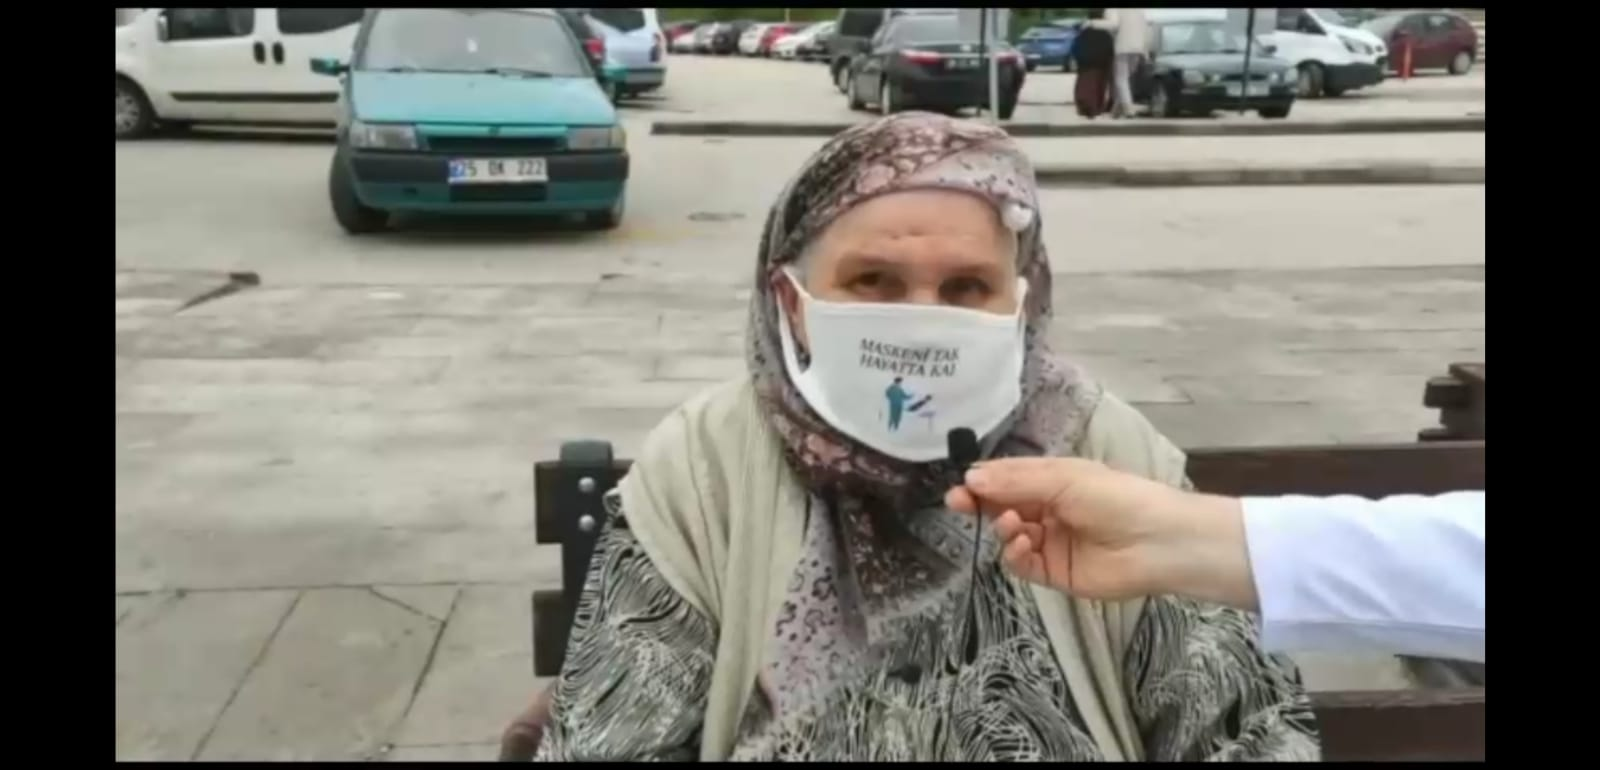 25 DK 222
MASKENİ TAK
HAYATTA KAL